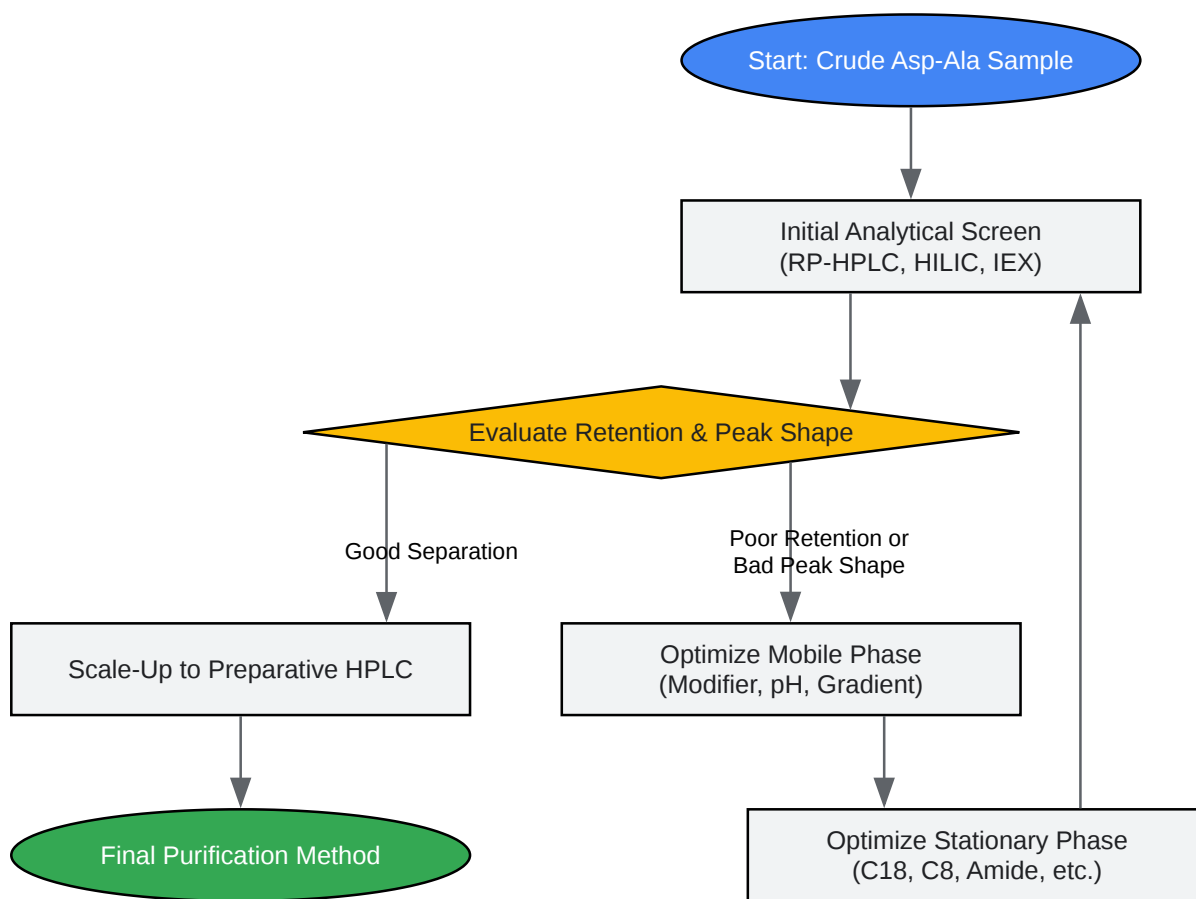 Start: Crude Asp-Ala Sample
Initial Analytical Screen
(RP-HPLC, HILIC, IEX)
Evaluate Retention & Peak Shape
Good Separation
Poor Retention or
Bad Peak Shape
Scale-Up to Preparative HPLC
Optimize Mobile Phase
(Modifier, pH, Gradient)
Final Purification Method
Optimize Stationary Phase
(C18, C8, Amide, etc.)